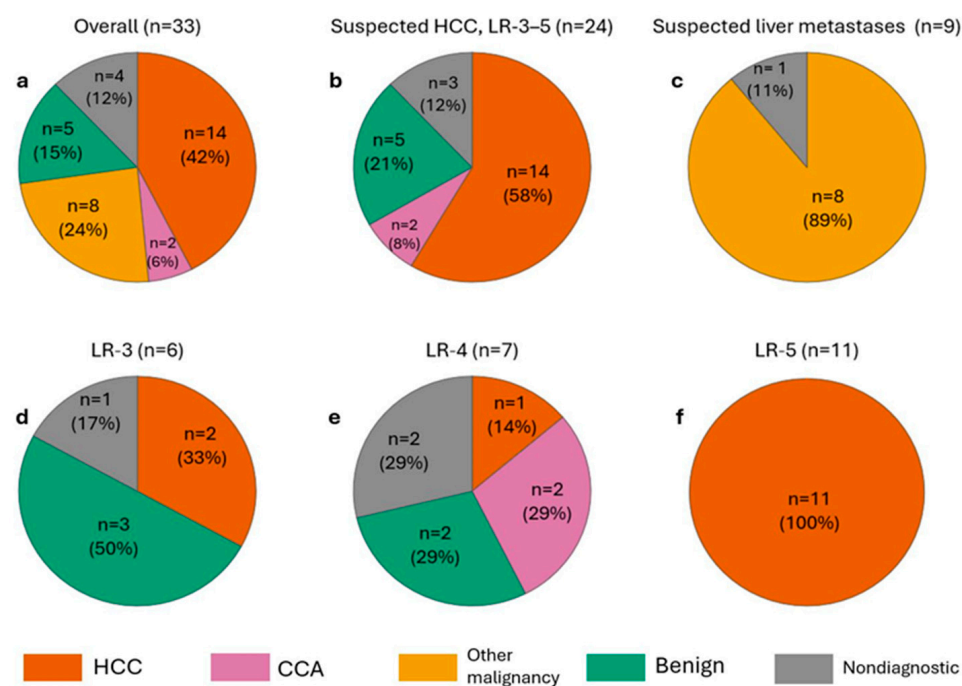 Overall (n=33)
Suspected HCC, LR-3–5 (n=24)
Suspected liver metastases (n=9)
a
n=4
(12%)
n=14
(42%)
n=5
(15%)
n=8
(24%)
n=2
(6%)
b
n=3
(12%)
n=5
(21%)
n=14
(58%)
n=2
(8%)
c
n= 1
(11%)
n=8
(89%)
LR-3 (n=6)
LR-4 (n=7)
LR-5 (n=11)
d
n=1
(17%)
n=2
(33%)
n=3
(50%)
e
n=1
(14%)
n=2
(29%)
n=2
(29%)
n=2
(29%)
f
n=11
(100%)
HCC
CCA
Other
malignancy
Benign
Nondiagnostic